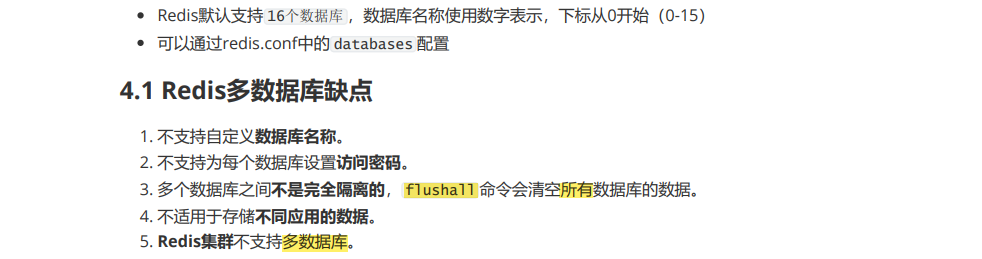 Redis默认支持16个数据库，数据库名称使用数字表示，下标从0开始（0-15）
可以通过redis.conf中的databases配置
4.1 Redis多数据库缺点
1. 不支持自定义数据库名称。
2. 不支持为每个数据库设置访问密码。
3. 多个数据库之间不是完全隔离的，flushall命令会清空所有数据库的数据。
4. 不适用于存储不同应用的数据。
5. Redis集群不支持多数据库。